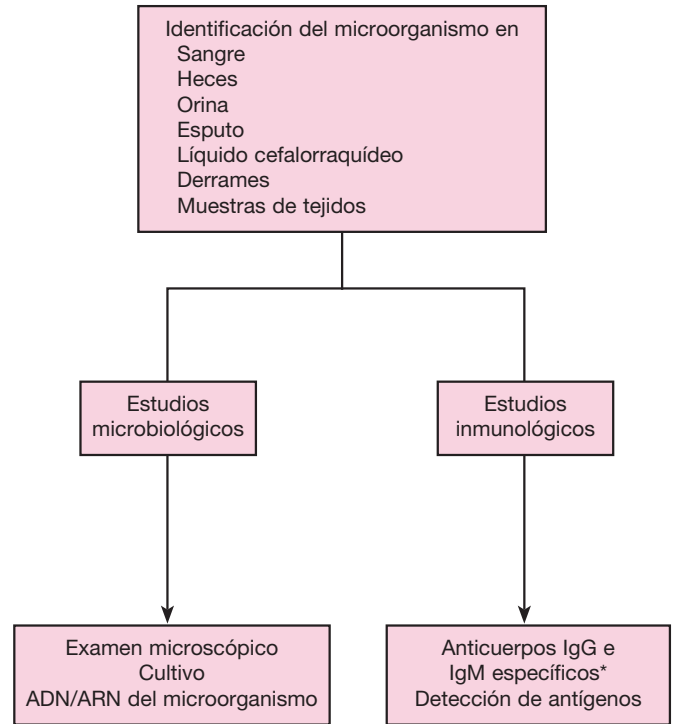 Identificación del microorganismo en
Sangre
Heces
Orina
Esputo
Líquido cefalorraquídeo
Derrames
Muestras de tejidos
Estudios
microbiológicos
Estudios
inmunológicos
Examen microscópico
Cultivo
ADN/ARN del microorganismo
Anticuerpos IgG e
IgM específicos*
Detección de antígenos